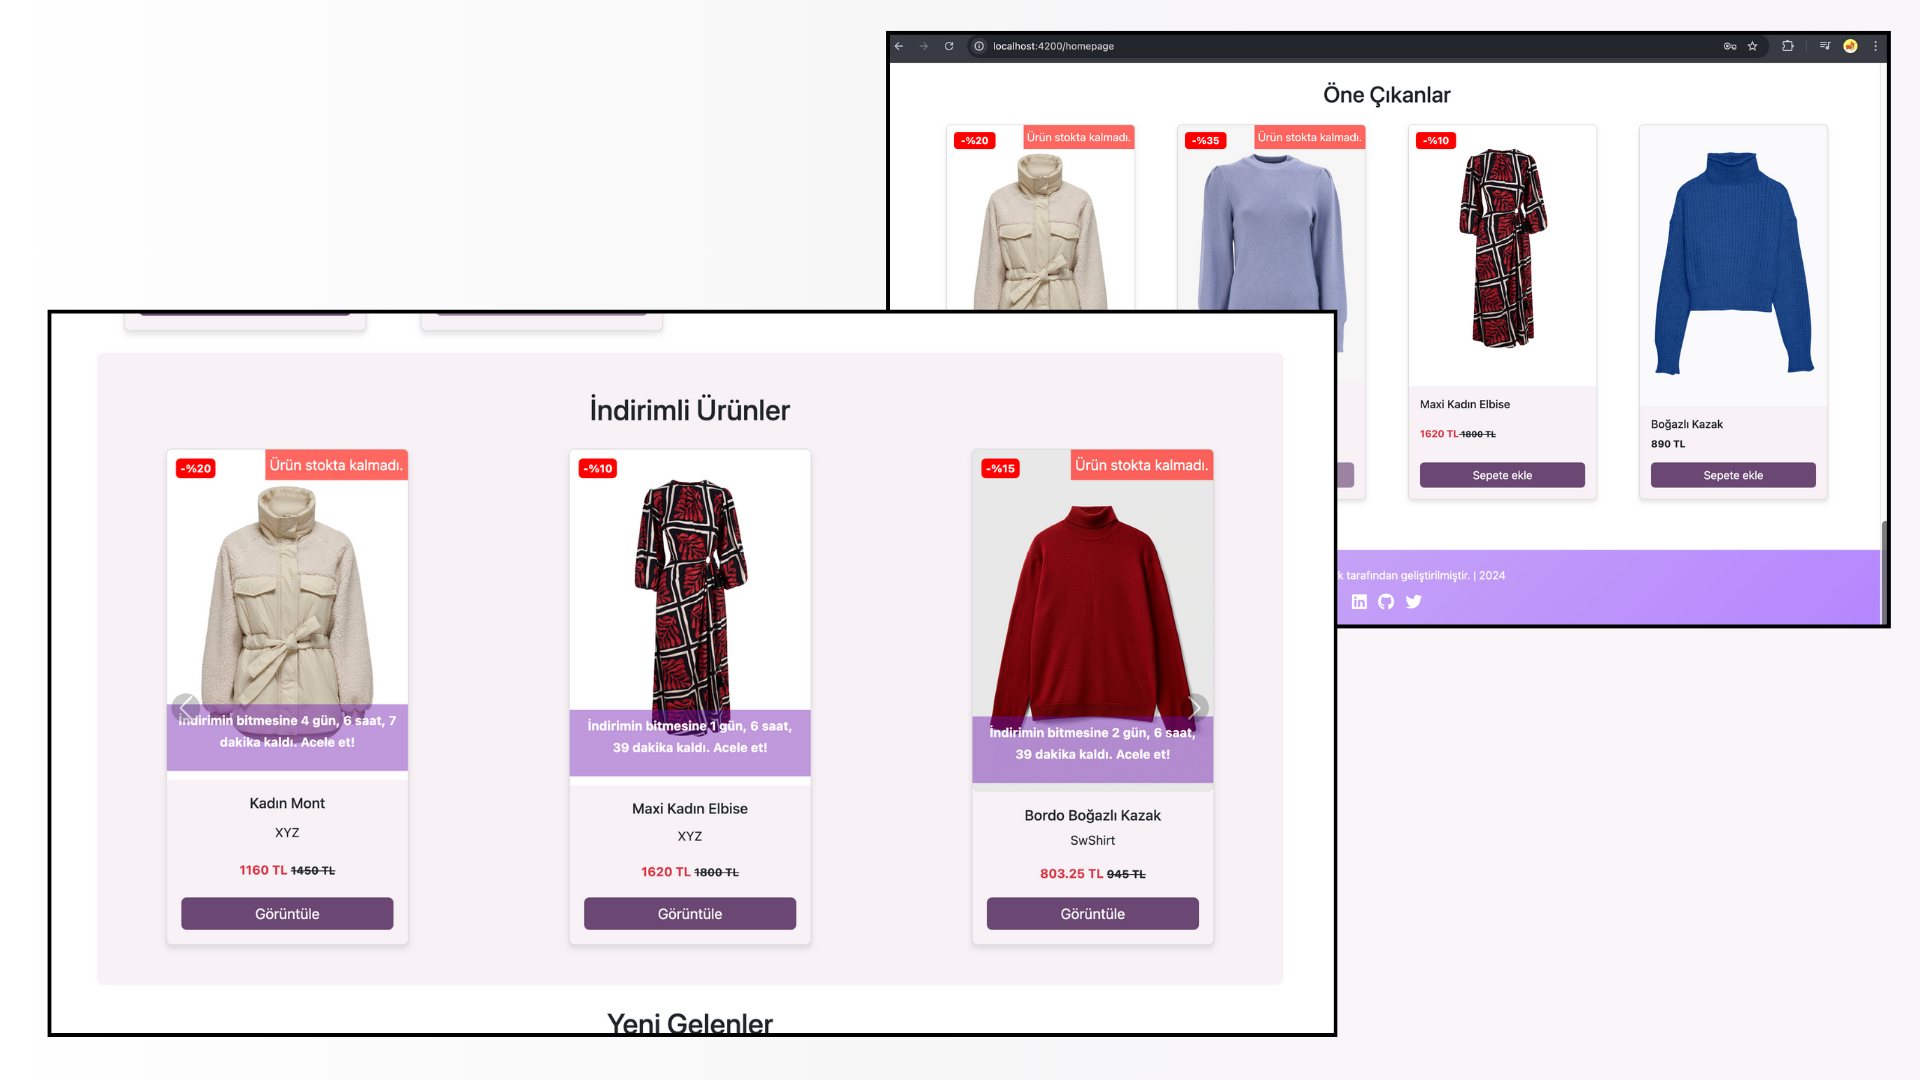 localhost:4200/homepage
Öne Çıkanlar
-%20
Ürün stokta kalmadı.
-%35
Ürün stokta kalmadı.
-%10
Maxi Kadın Elbise
1620 TL 1800 TL
Sepete ekle
Boğazlı Kazak
890 TL
Sepete ekle
k tarafından geliştirilmiştir. | 2024
İndirimli Ürünler
-%20
Ürün stokta kalmadı.
İndirimin bitmesine 4 gün, 6 saat, 7
dakika kaldı. Acele et!
Kadın Mont
XYZ
1160 TL 1450 TL
Görüntüle
-%10
İndirimin bitmesine 1 gün, 6 saat,
39 dakika kaldı. Acele et!
Maxi Kadın Elbise
XYZ
1620 TL 1800 TL
Görüntüle
-%15
Ürün stokta kalmadı.
İndirimin bitmesine 2 gün, 6 saat,
39 dakika kaldı. Acele et!
Bordo Boğazlı Kazak
SwShirt
803.25 TL 945 TL
Görüntüle
Yeni Gelenler